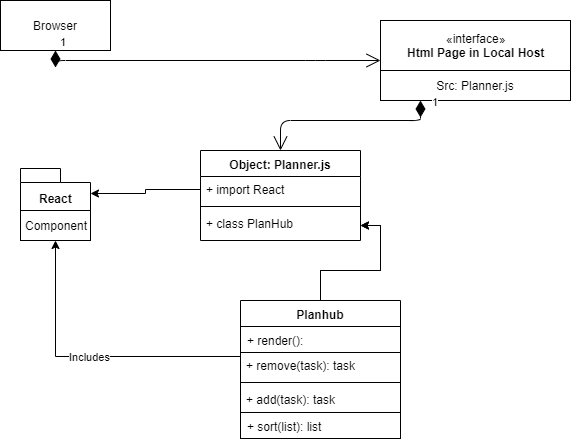 Browser
1
«interface»
Html Page in Local Host
Src: Planner.js
1
Object: Planner.js
+ import React
+ class PlanHub
React
Component
Includes
Planhub
+ render():
+ remove(task): task
+ add(task): task
+ sort(list): list